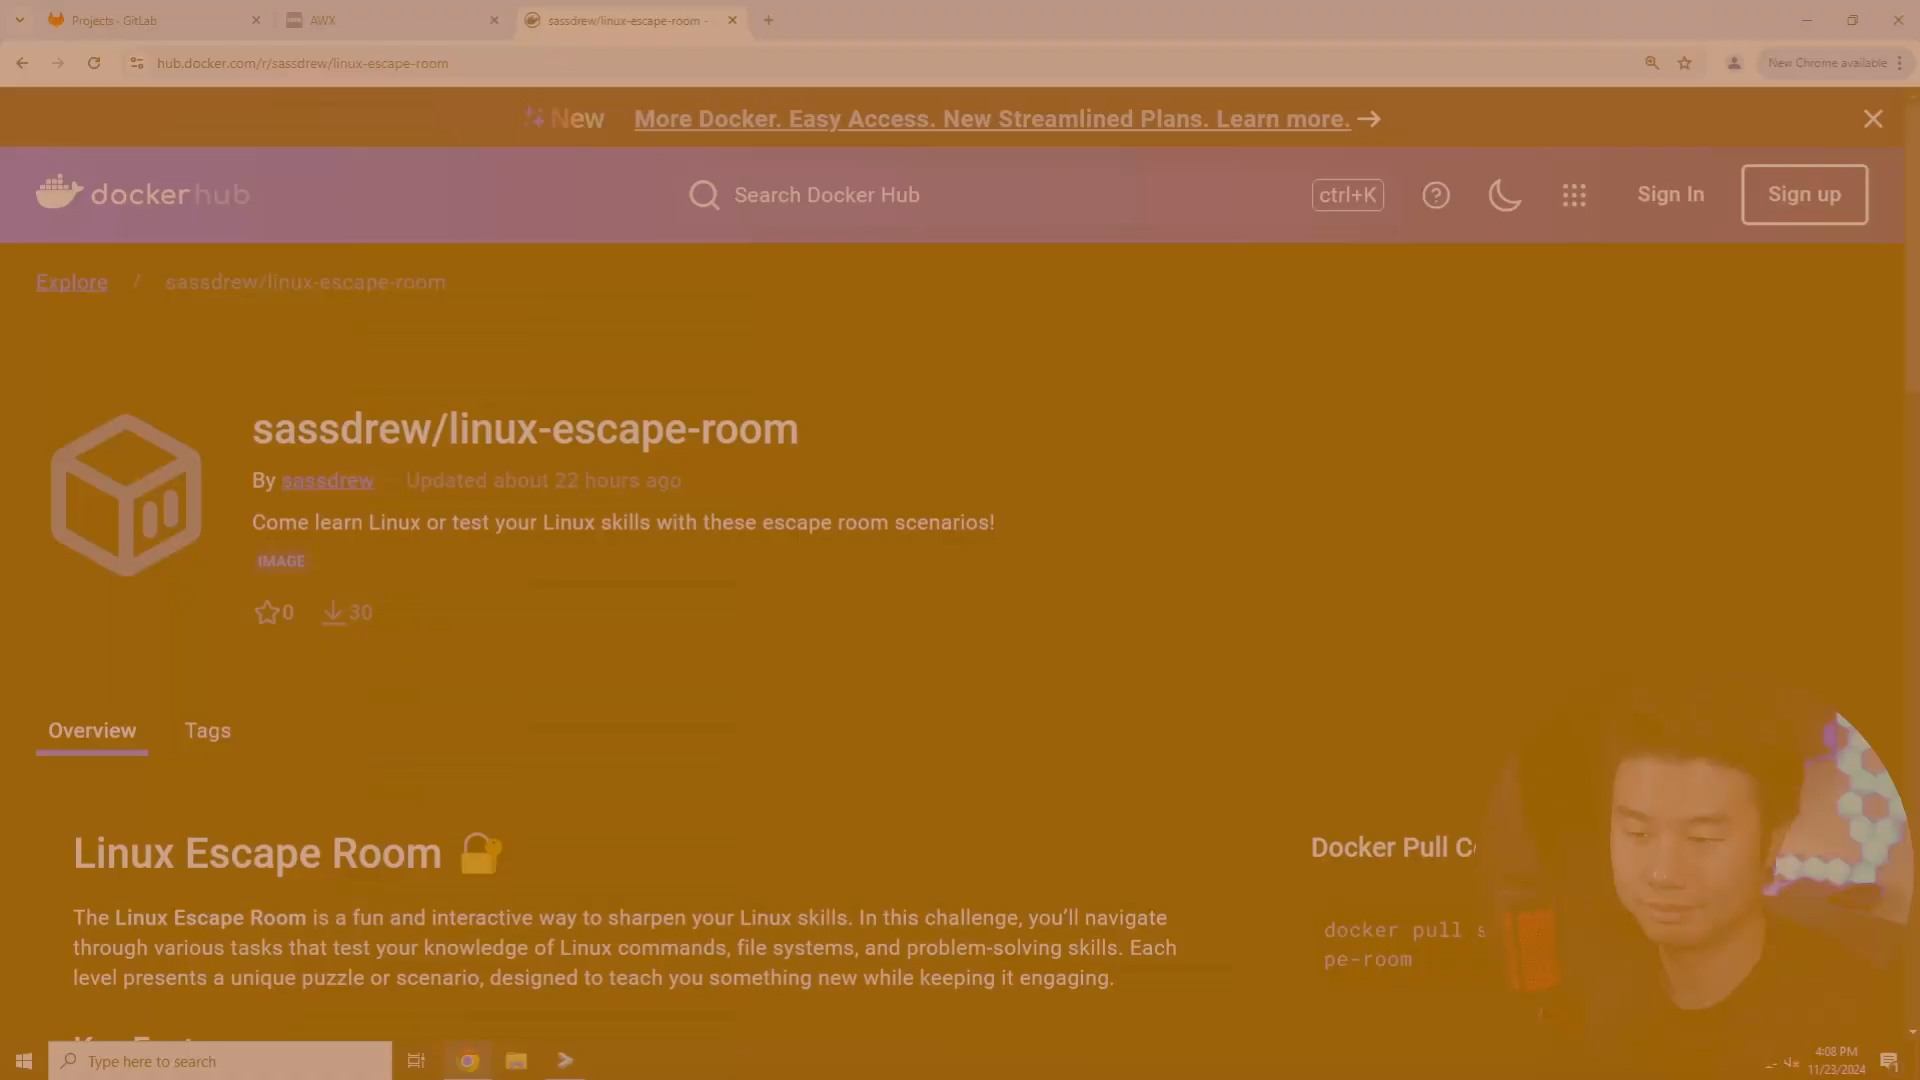 Projects · GitLab
AWX
sassdrew/linux-escape-room -
hub.docker.com/r/sassdrew/linux-escape-room
New Chrome available
New More Docker. Easy Access. New Streamlined Plans. Learn more. →
dockerhub
Search Docker Hub
ctrl+K
Sign In
Sign up
Explore / sassdrew/linux-escape-room
sassdrew/linux-escape-room
By sassdrew Updated about 22 hours ago
Come learn Linux or test your Linux skills with these escape room scenarios!
IMAGE
0 30
Overview Tags
Linux Escape Room
The Linux Escape Room is a fun and interactive way to sharpen your Linux skills. In this challenge, you’ll navigate
through various tasks that test your knowledge of Linux commands, file systems, and problem-solving skills. Each
level presents a unique puzzle or scenario, designed to teach you something new while keeping it engaging.
Docker Pull
docker pull s
pe-room
Type here to search
4:08 PM
11/23/2024